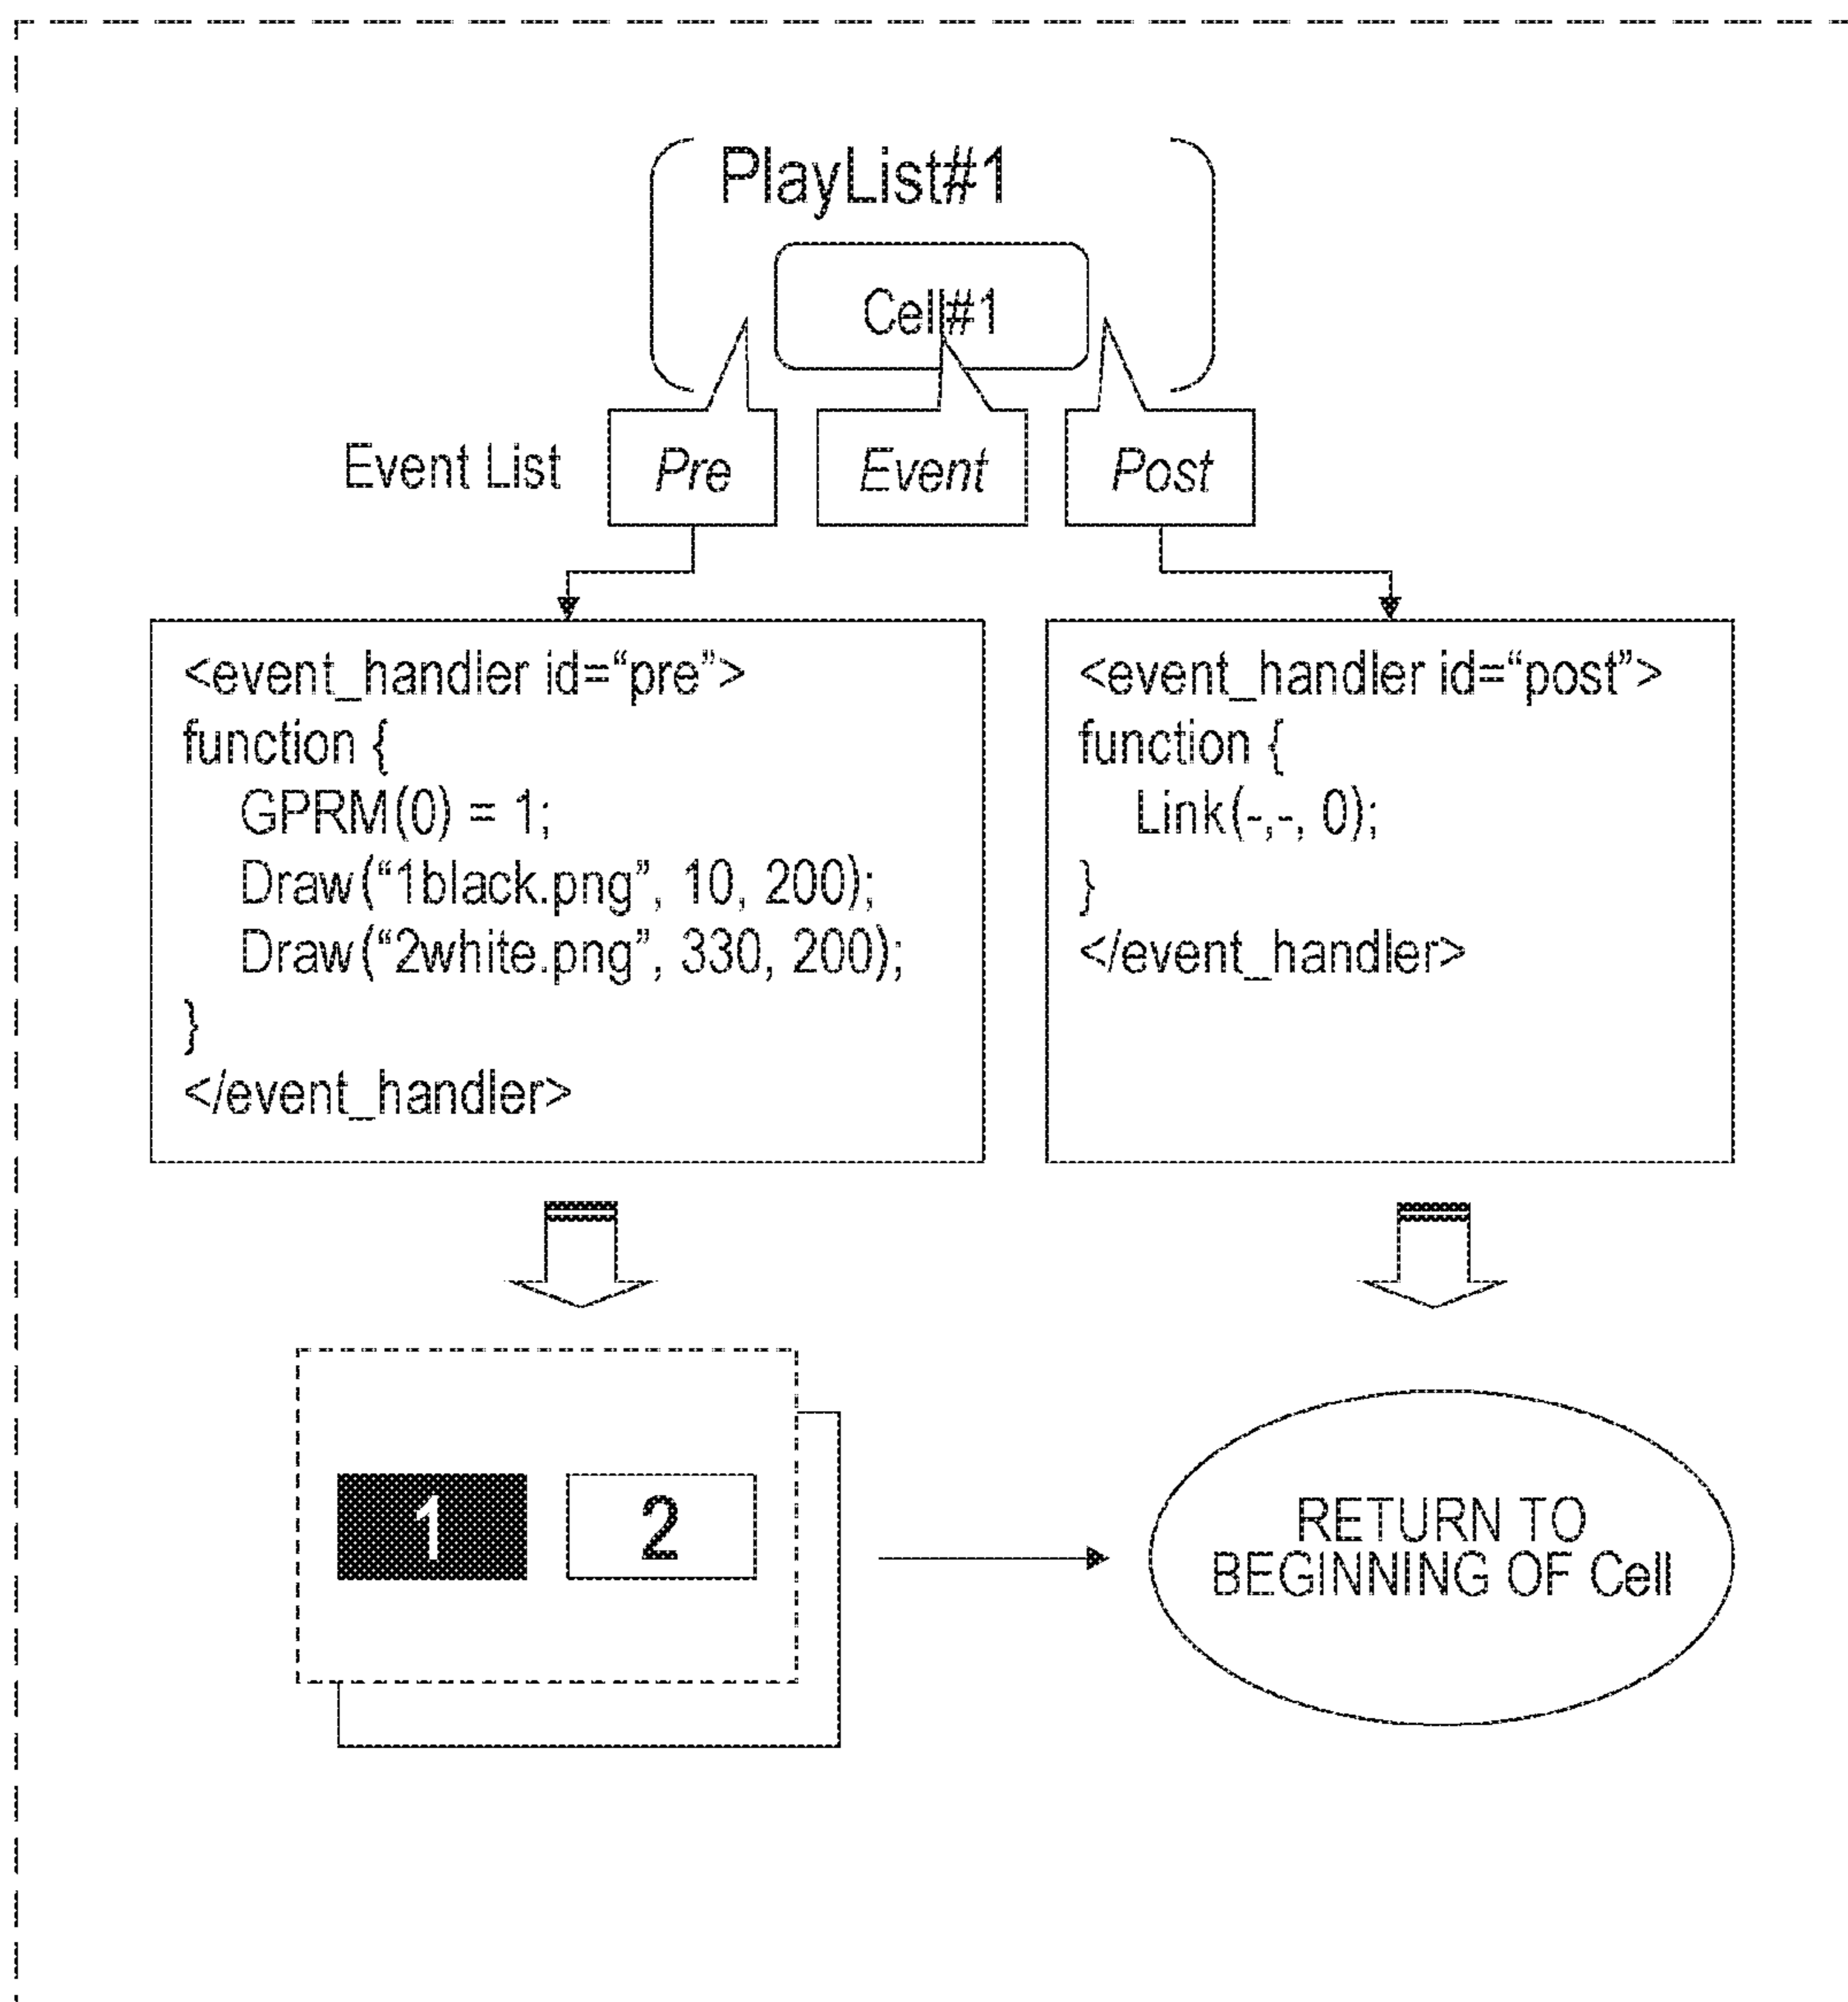 PlayList#1
Cell#1
Event List
Pre
Event
Post
<event_handler id=“pre”>
function {
GPRM(0) = 1;
Draw(“1black.png”, 10, 200);
Draw(“2white.png”, 330, 200);
}
</event_handler>
<event_handler id=“post”>
function {
Link(-,-, 0);
}
</event_handler>
1
2
RETURN TO
BEGINNING OF Cell